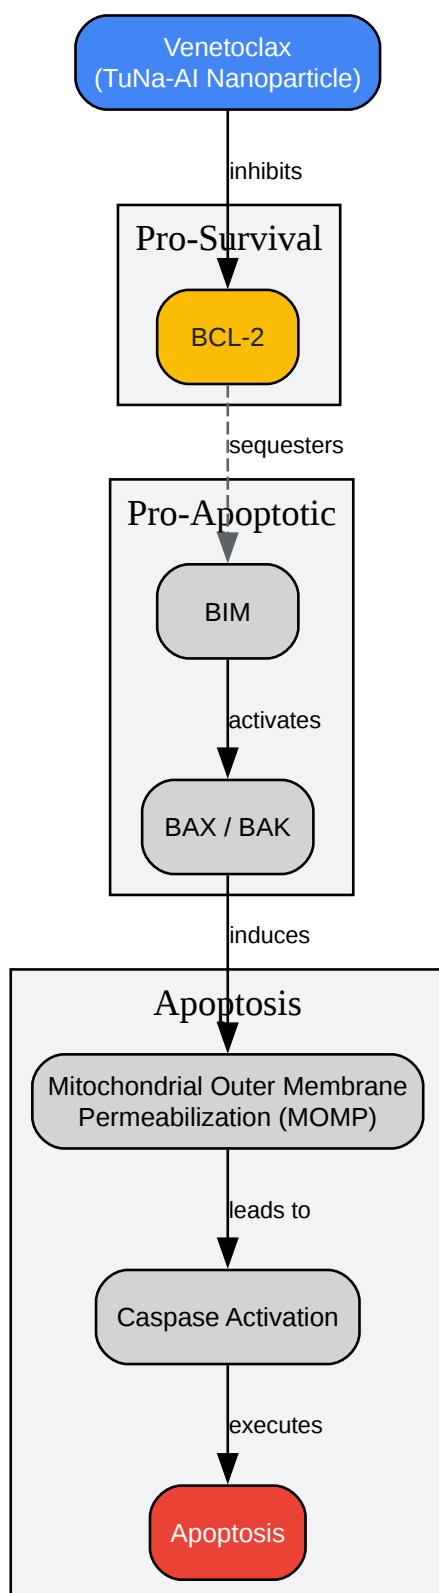 Venetoclax
(TuNa-AI Nanoparticle)
inhibits
Pro-Survival
BCL-2
sequesters
Pro-Apoptotic
BIM
activates
BAX / BAK
induces
Apoptosis
Mitochondrial Outer Membrane
Permeabilization (MOMP)
leads to
Caspase Activation
executes
Apoptosis